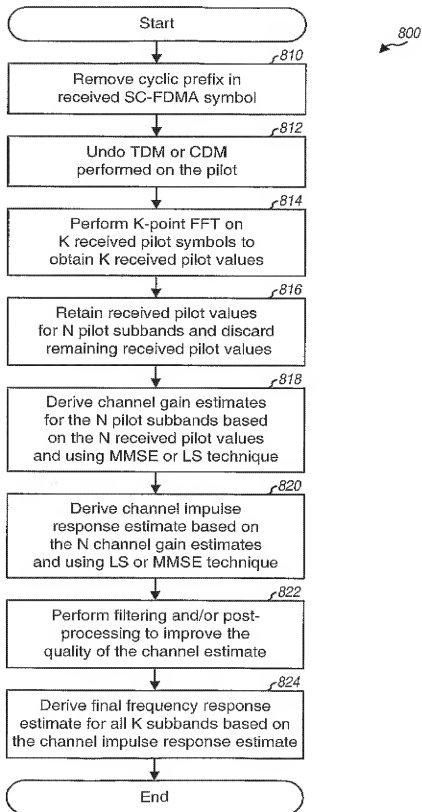 Start
800
810
Remove cyclic prefix in
received SC-FDMA symbol
812
Undo TDM or CDM
performed on the pilot
814
Perform K-point FFT on
K received pilot symbols to
obtain K received pilot values
816
Retain received pilot values
for N pilot subbands and discard
remaining received pilot values
818
Derive channel gain estimates
for the N pilot subbands based
on the N received pilot values
and using MMSE or LS technique
820
Derive channel impulse
response estimate based on
the N channel gain estimates
and using LS or MMSE technique
822
Perform filtering and/or post-
processing to improve the
quality of the channel estimate
824
Derive final frequency response
estimate for all K subbands based on
the channel impulse response estimate
End